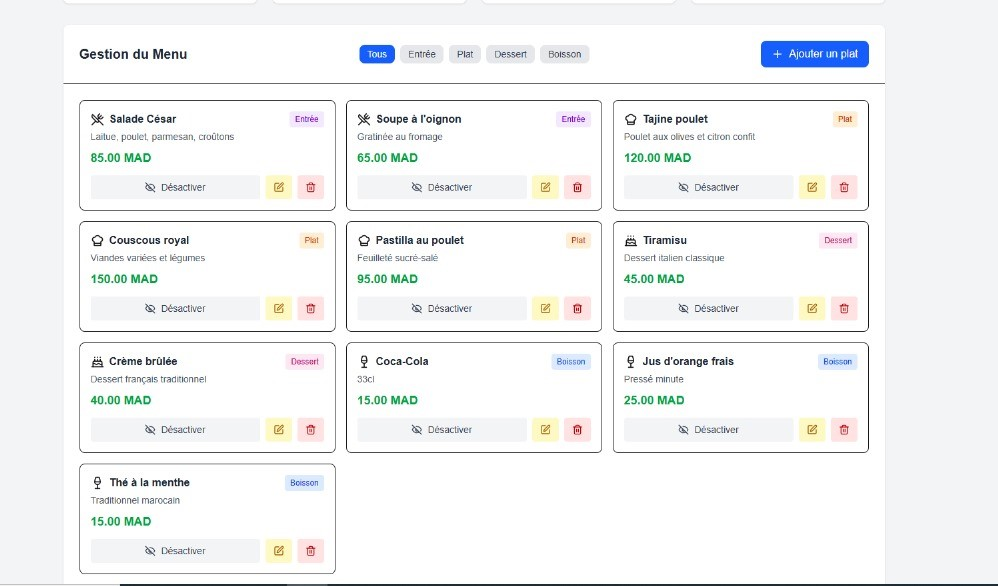 Gestion du Menu
Tous Entrée Plat Dessert Boisson
+ Ajouter un plat
Salade César Entrée
Laitue, poulet, parmesan, croûtons
85.00 MAD
Désactiver
Soupe à l'oignon Entrée
Gratinée au fromage
65.00 MAD
Désactiver
Tajine poulet Plat
Poulet aux olives et citron confit
120.00 MAD
Désactiver
Couscous royal Plat
Viandes variées et légumes
150.00 MAD
Désactiver
Pastilla au poulet Plat
Feuilleté sucré-salé
95.00 MAD
Désactiver
Tiramisu Dessert
Dessert italien classique
45.00 MAD
Désactiver
Crème brûlée Dessert
Dessert français traditionnel
40.00 MAD
Désactiver
Coca-Cola Boisson
33cl
15.00 MAD
Désactiver
Jus d'orange frais Boisson
Pressé minute
25.00 MAD
Désactiver
Thé à la menthe Boisson
Traditionnel marocain
15.00 MAD
Désactiver